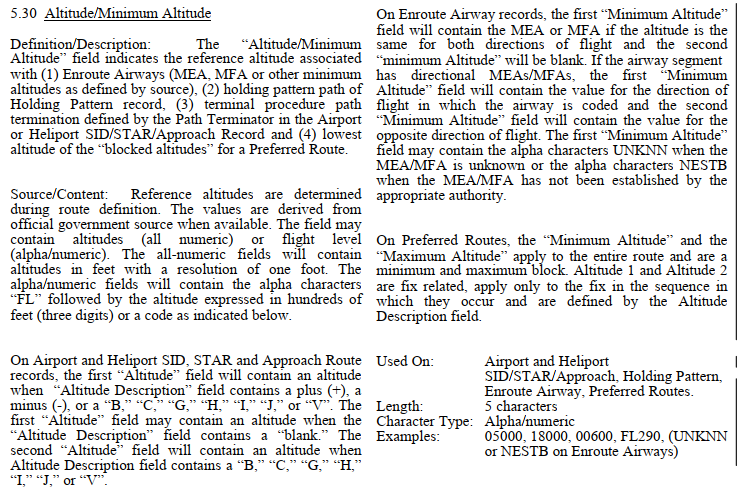 5.30 Altitude/Minimum Altitude
Definition/Description: The “Altitude/Minimum
Altitude” field indicates the reference altitude associated
with (1) Enroute Airways (MEA, MFA or other minimum
altitudes as defined by source), (2) holding pattern path of
Holding Pattern record, (3) terminal procedure path
termination defined by the Path Terminator in the Airport
or Heliport SID/STAR/Approach Record and (4) lowest
altitude of the “blocked altitudes” for a Preferred Route.
Source/Content: Reference altitudes are determined
during route definition. The values are derived from
official government source when available. The field may
contain altitudes (all numeric) or flight level
(alpha/numeric). The all-numeric fields will contain
altitudes in feet with a resolution of one foot. The
alpha/numeric fields will contain the alpha characters
“FL” followed by the altitude expressed in hundreds of
feet (three digits) or a code as indicated below.
On Airport and Heliport SID, STAR and Approach Route
records, the first “Altitude” field will contain an altitude
when “Altitude Description” field contains a plus (+), a
minus (-), or a “B,” “C,” “G,” “H,” “I,” “J,” or “V”. The
first “Altitude” field may contain an altitude when the
“Altitude Description” field contains a “blank.” The
second “Altitude” field will contain an altitude when
Altitude Description field contains a “B,” “C,” “G,” “H,”
“I,” “J,” or “V”.
On Enroute Airway records, the first “Minimum Altitude”
field will contain the MEA or MFA if the altitude is the
same for both directions of flight and the second
“minimum Altitude” will be blank. If the airway segment
has directional MEAs/MFAs, the first “Minimum
Altitude” field will contain the value for the direction of
flight in which the airway is coded and the second
“Minimum Altitude” field will contain the value for the
opposite direction of flight. The first “Minimum Altitude”
field may contain the alpha characters UNKNN when the
MEA/MFA is unknown or the alpha characters NESTB
when the MEA/MFA has not been established by the
appropriate authority.
On Preferred Routes, the “Minimum Altitude” and the
“Maximum Altitude” apply to the entire route and are a
minimum and maximum block. Altitude 1 and Altitude 2
are fix related, apply only to the fix in the sequence in
which they occur and are defined by the Altitude
Description field.
Used On: Airport and Heliport
SID/STAR/Approach, Holding Pattern,
Enroute Airway, Preferred Routes.
Length: 5 characters
Character Type: Alpha/numeric
Examples: 05000, 18000, 00600, FL290, (UNKNN
or NESTB on Enroute Airways)